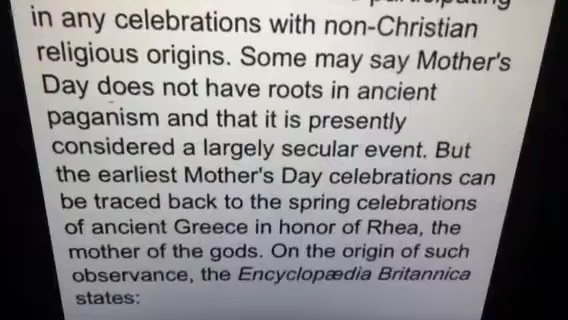 in any celebrations with non-Christian
religious origins. Some may say Mother's
Day does not have roots in ancient
paganism and that it is presently
considered a largely secular event. But
the earliest Mother's Day celebrations can
be traced back to the spring celebrations
of ancient Greece in honor of Rhea, the
mother of the gods. On the origin of such
observance, the Encyclopædia Britannica
states: